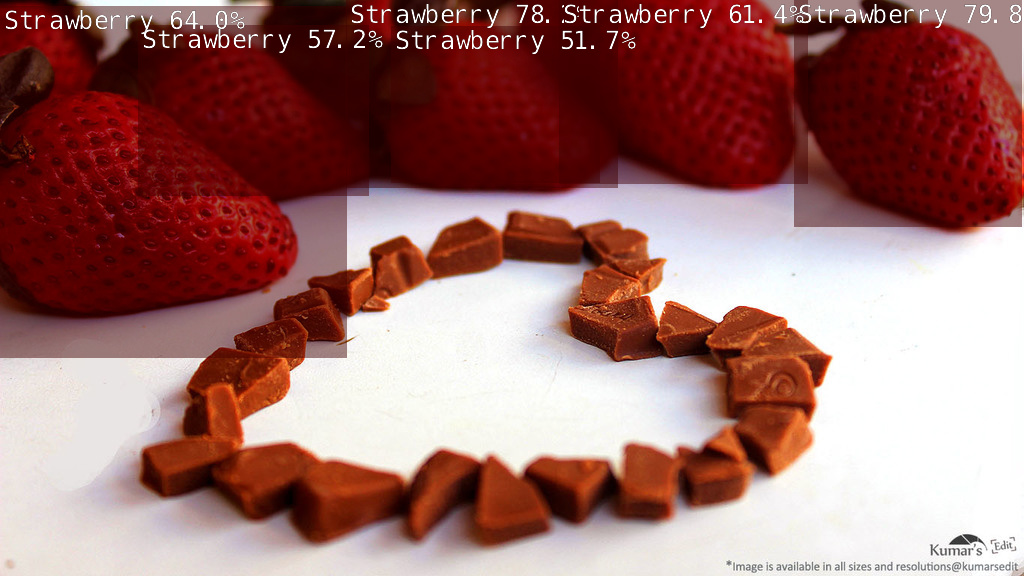 Strawberry 64.0%
Strawberry 57.2%
Strawberry 78.
Strawberry 51.7%
Strawberry 61.4%
Strawberry 79.8
Kumar's Edit
*Image is available in all sizes and resolutions@kumarsedit